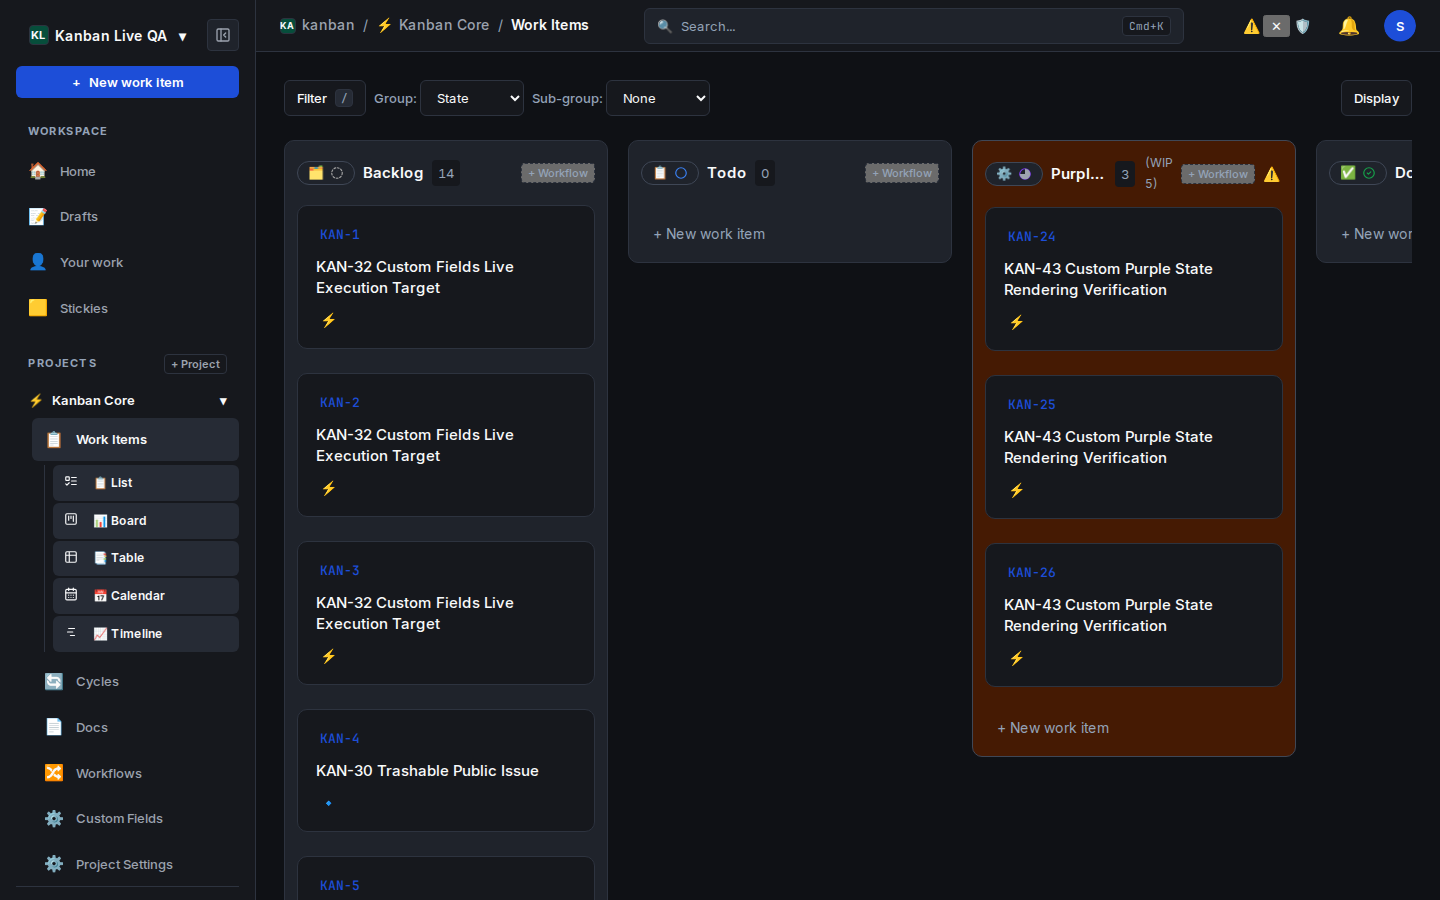 KL Kanban Live QA ▾
+ New work item
WORKSPACE
Home
Drafts
Your work
Stickies
PROJECTS + Project
Kanban Core ▾
Work Items
List
Board
Table
Calendar
Timeline
Cycles
Docs
Workflows
Custom Fields
Project Settings
KA kanban / Kanban Core / Work Items
Search... Cmd+K
S
Filter / Group: State Sub-group: None Display
Backlog 14 + Workflow
KAN-1
KAN-32 Custom Fields Live
Execution Target
KAN-2
KAN-32 Custom Fields Live
Execution Target
KAN-3
KAN-32 Custom Fields Live
Execution Target
KAN-4
KAN-30 Trashable Public Issue
KAN-5
Todo 0 + Workflow
+ New work item
Purpl... 3 (WIP
5) + Workflow
KAN-24
KAN-43 Custom Purple State
Rendering Verification
KAN-25
KAN-43 Custom Purple State
Rendering Verification
KAN-26
KAN-43 Custom Purple State
Rendering Verification
+ New work item
+ New wor